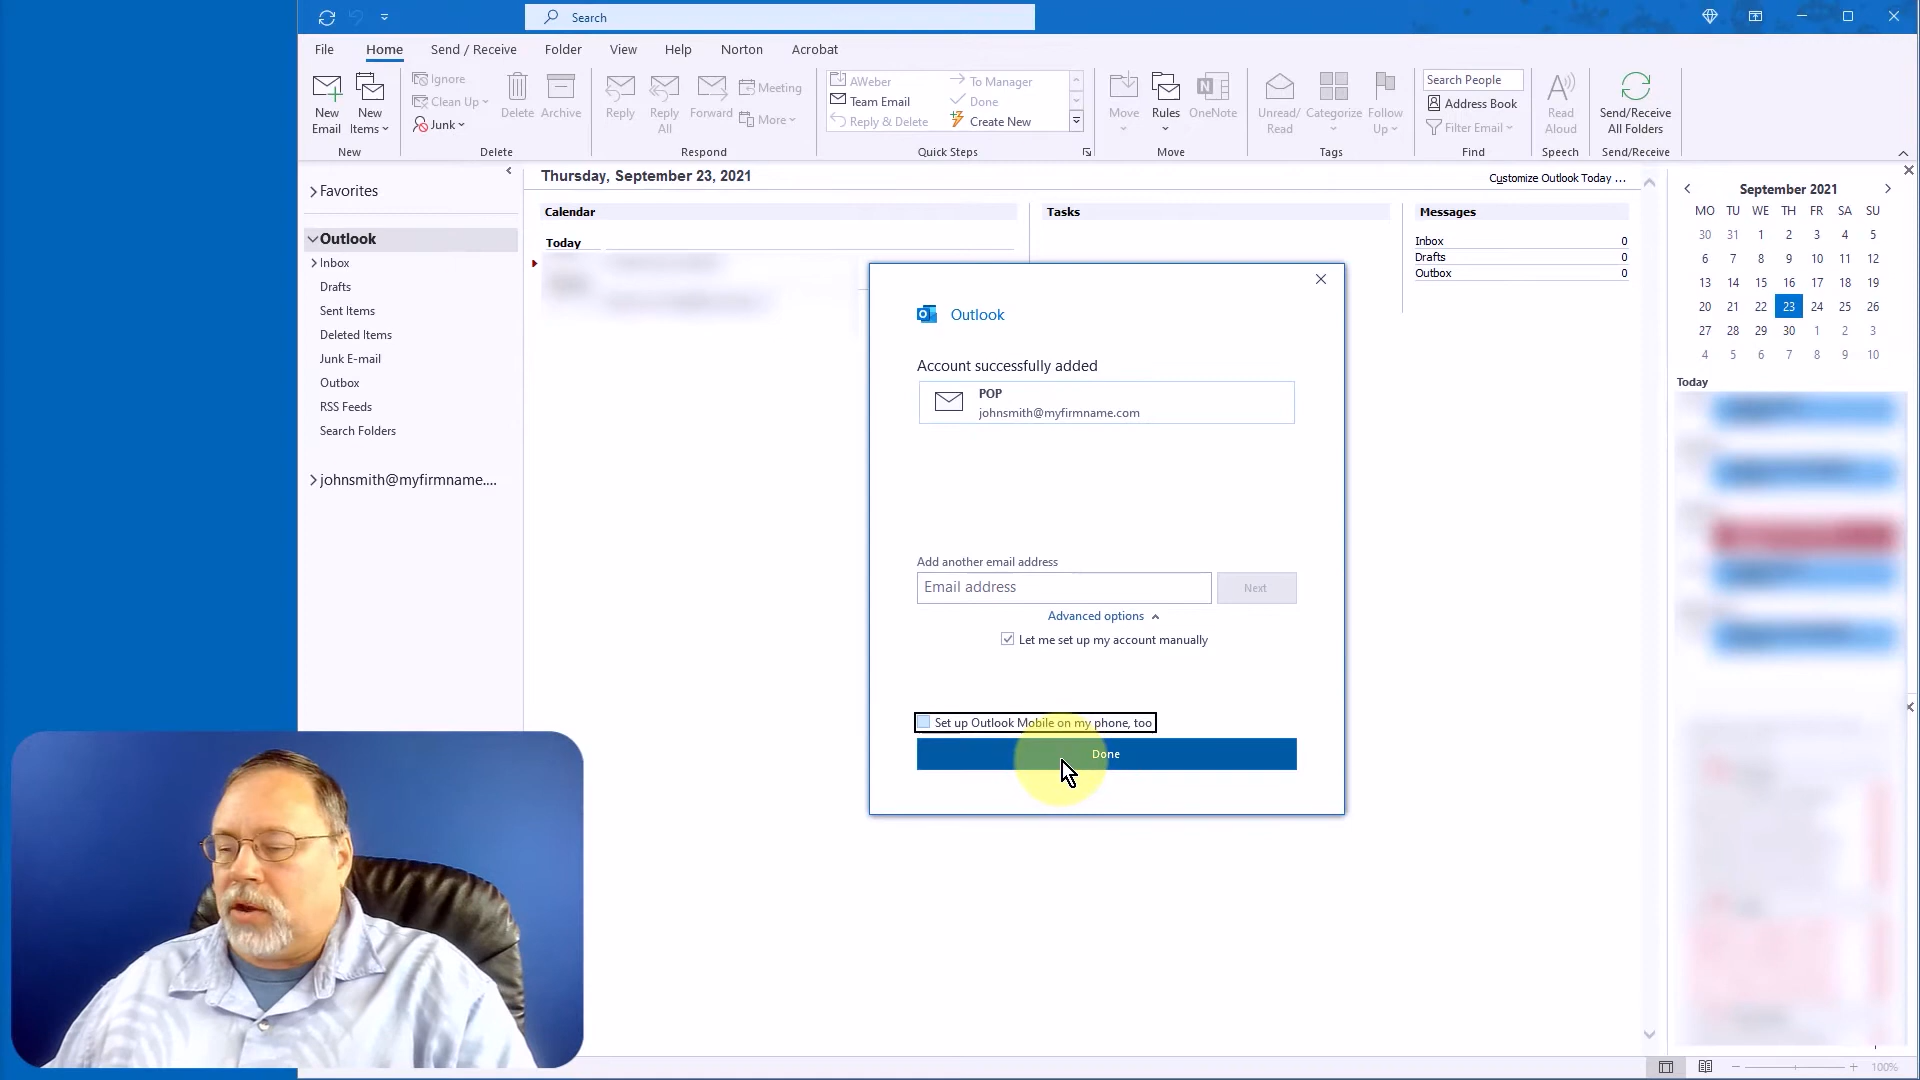 Search
File
Home
Send / Receive
Folder
View
Help
Norton
Acrobat
New Email
New Items
New
Ignore
Clean Up
Junk
Delete
Archive
Delete
Reply
Reply All
Forward
Meeting
More
Respond
AWeber
Team Email
Reply & Delete
To Manager
Done
Create New
Quick Steps
Move
Rules
OneNote
Move
Unread/ Read
Categorize
Follow Up
Tags
Search People
Address Book
Filter Email
Find
Read Aloud
Speech
Send/Receive All Folders
Send/Receive
Favorites
Outlook
Inbox
Drafts
Sent Items
Deleted Items
Junk E-mail
Outbox
RSS Feeds
Search Folders
johnsmith@myfirmname....
Thursday, September 23, 2021
Customize Outlook Today ...
Calendar
Today
Tasks
Messages
Inbox 0
Drafts 0
Outbox 0
Outlook
Account successfully added
POP
johnsmith@myfirmname.com
Add another email address
Email address
Next
Advanced options
Let me set up my account manually
Set up Outlook Mobile on my phone, too
Done
September 2021
MO TU WE TH FR SA SU
30 31 1 2 3 4 5
6 7 8 9 10 11 12
13 14 15 16 17 18 19
20 21 22 23 24 25 26
27 28 29 30 1 2 3
4 5 6 7 8 9 10
Today
100%